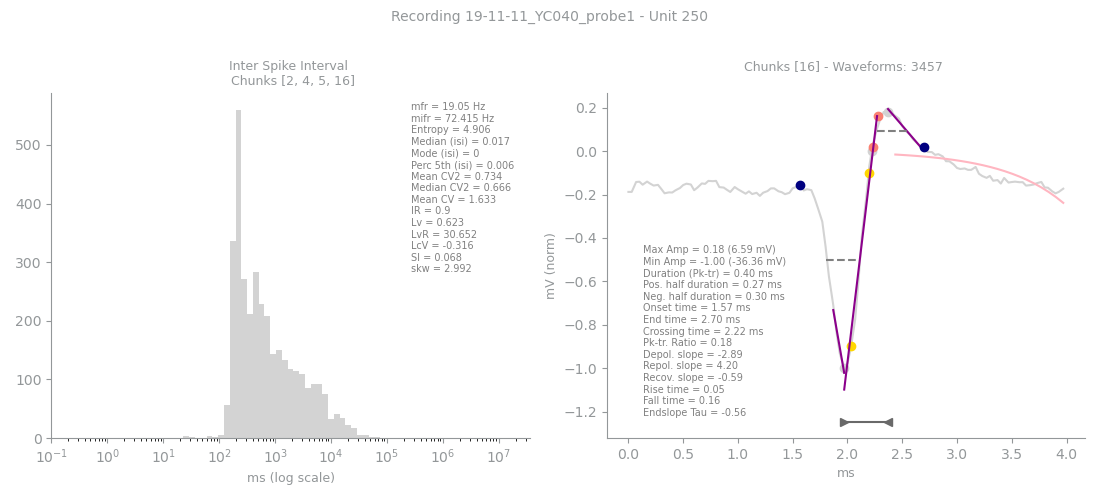 Recording 19-11-11_YC040_probe1 - Unit 250
Inter Spike Interval
Chunks [2, 4, 5, 16]
mfr = 19.05 Hz
mifr = 72.415 Hz
Entropy = 4.906
Median (isi) = 0.017
Mode (isi) = 0
Perc 5th (isi) = 0.006
Mean CV2 = 0.734
Median CV2 = 0.666
Mean CV = 1.633
IR = 0.9
Lv = 0.623
LvR = 30.652
LcV = -0.316
SI = 0.068
skw = 2.992
500
400
300
200
100
0
10⁻¹ 10⁰ 10¹ 10² 10³ 10⁴ 10⁵ 10⁶ 10⁷
ms (log scale)
Chunks [16] - Waveforms: 3457
mV (norm)
0.2
0.0
−0.2
−0.4
−0.6
−0.8
−1.0
−1.2
Max Amp = 0.18 (6.59 mV)
Min Amp = -1.00 (-36.36 mV)
Duration (Pk-tr) = 0.40 ms
Pos. half duration = 0.27 ms
Neg. half duration = 0.30 ms
Onset time = 1.57 ms
End time = 2.70 ms
Crossing time = 2.22 ms
Pk-tr. Ratio = 0.18
Depol. slope = -2.89
Repol. slope = 4.20
Recov. slope = -0.59
Rise time = 0.05
Fall time = 0.16
Endslope Tau = -0.56
0.0 0.5 1.0 1.5 2.0 2.5 3.0 3.5 4.0
ms